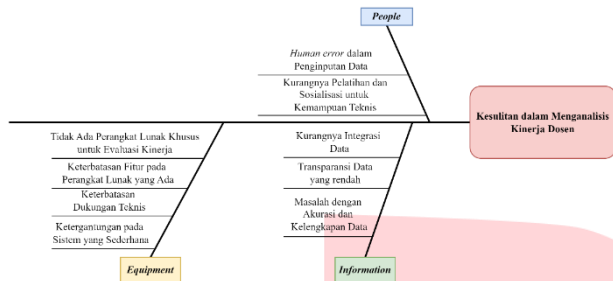 People
Human error dalam
Penginputan Data
Kurangnya Pelatihan dan
Sosialisasi untuk
Kemampuan Teknis
Kesulitan dalam Menganalisis
Kinerja Dosen
Tidak Ada Perangkat Lunak Khusus
untuk Evaluasi Kinerja
Keterbatasan Fitur pada
Perangkat Lunak yang Ada
Keterbatasan
Dukungan Teknis
Ketergantungan pada
Sistem yang Sederhana
Equipment
Kurangnya Integrasi
Data
Transparansi Data
yang rendah
Masalah dengan
Akurasi dan
Kelengkapan Data
Information